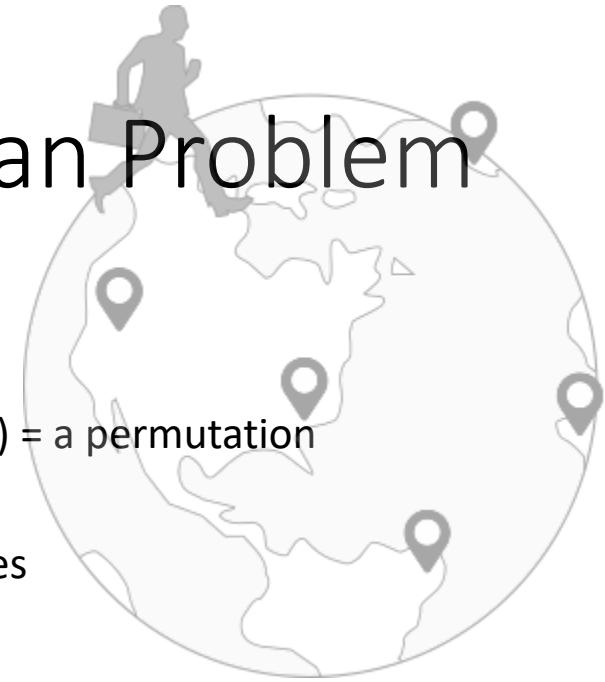 an Problem
) = a permutation
es